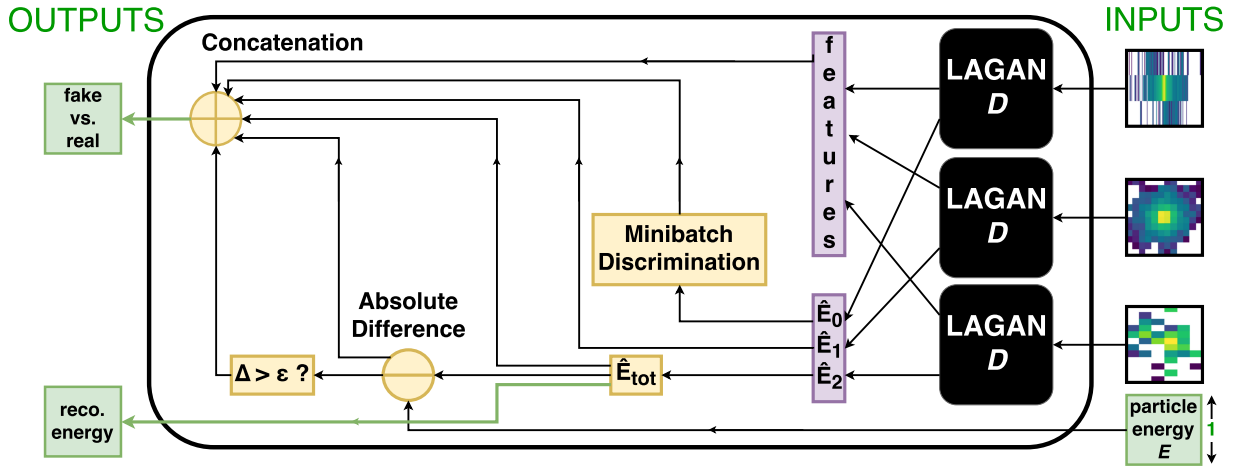 OUTPUTS
INPUTS
Concatenation
fake
vs.
real
f
e
a
t
u
r
e
s
LAGAN
D
LAGAN
D
LAGAN
D
Minibatch
Discrimination
Absolute
Difference
Ê0
Ê1
Ê2
Δ > ε ?
Êtot
reco.
energy
particle
energy
E
1